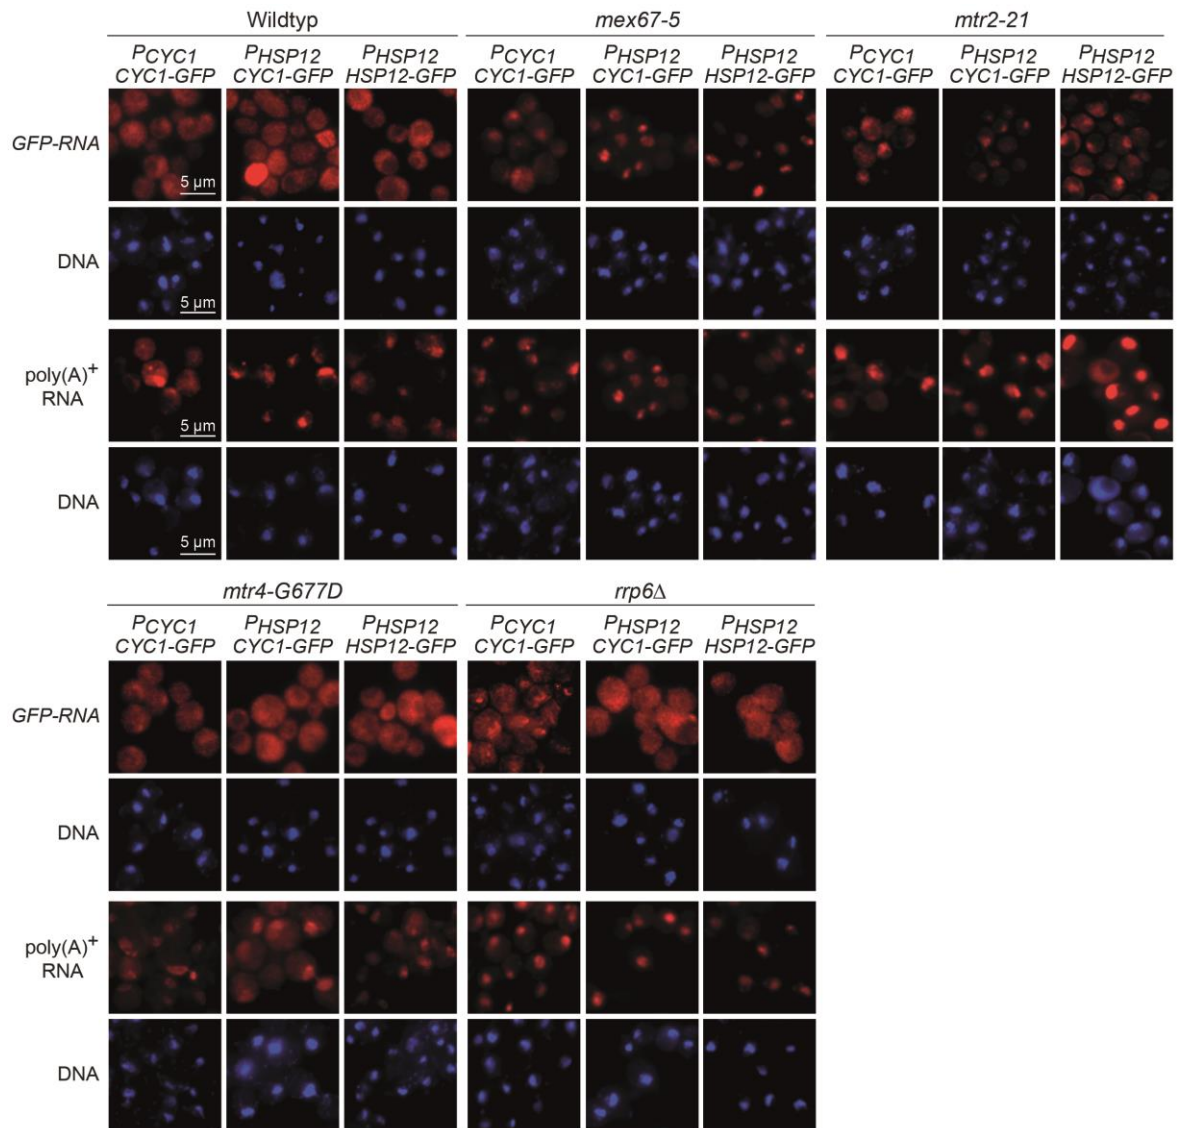 Wildtyp mex67-5 mtr2-21
PCYC1 PHSP12 PHSP12 PCYC1 PHSP12 PHSP12 PCYC1 PHSP12 PHSP12
CYC1-GFP CYC1-GFP HSP12-GFP CYC1-GFP CYC1-GFP HSP12-GFP CYC1-GFP CYC1-GFP HSP12-GFP
GFP-RNA
5 µm
DNA
5 µm
poly(A)+
RNA
5 µm
DNA
5 µm
mtr4-G677D rrp6Δ
PCYC1 PHSP12 PHSP12 PCYC1 PHSP12 PHSP12
CYC1-GFP CYC1-GFP HSP12-GFP CYC1-GFP CYC1-GFP HSP12-GFP
GFP-RNA
DNA
poly(A)+
RNA
DNA